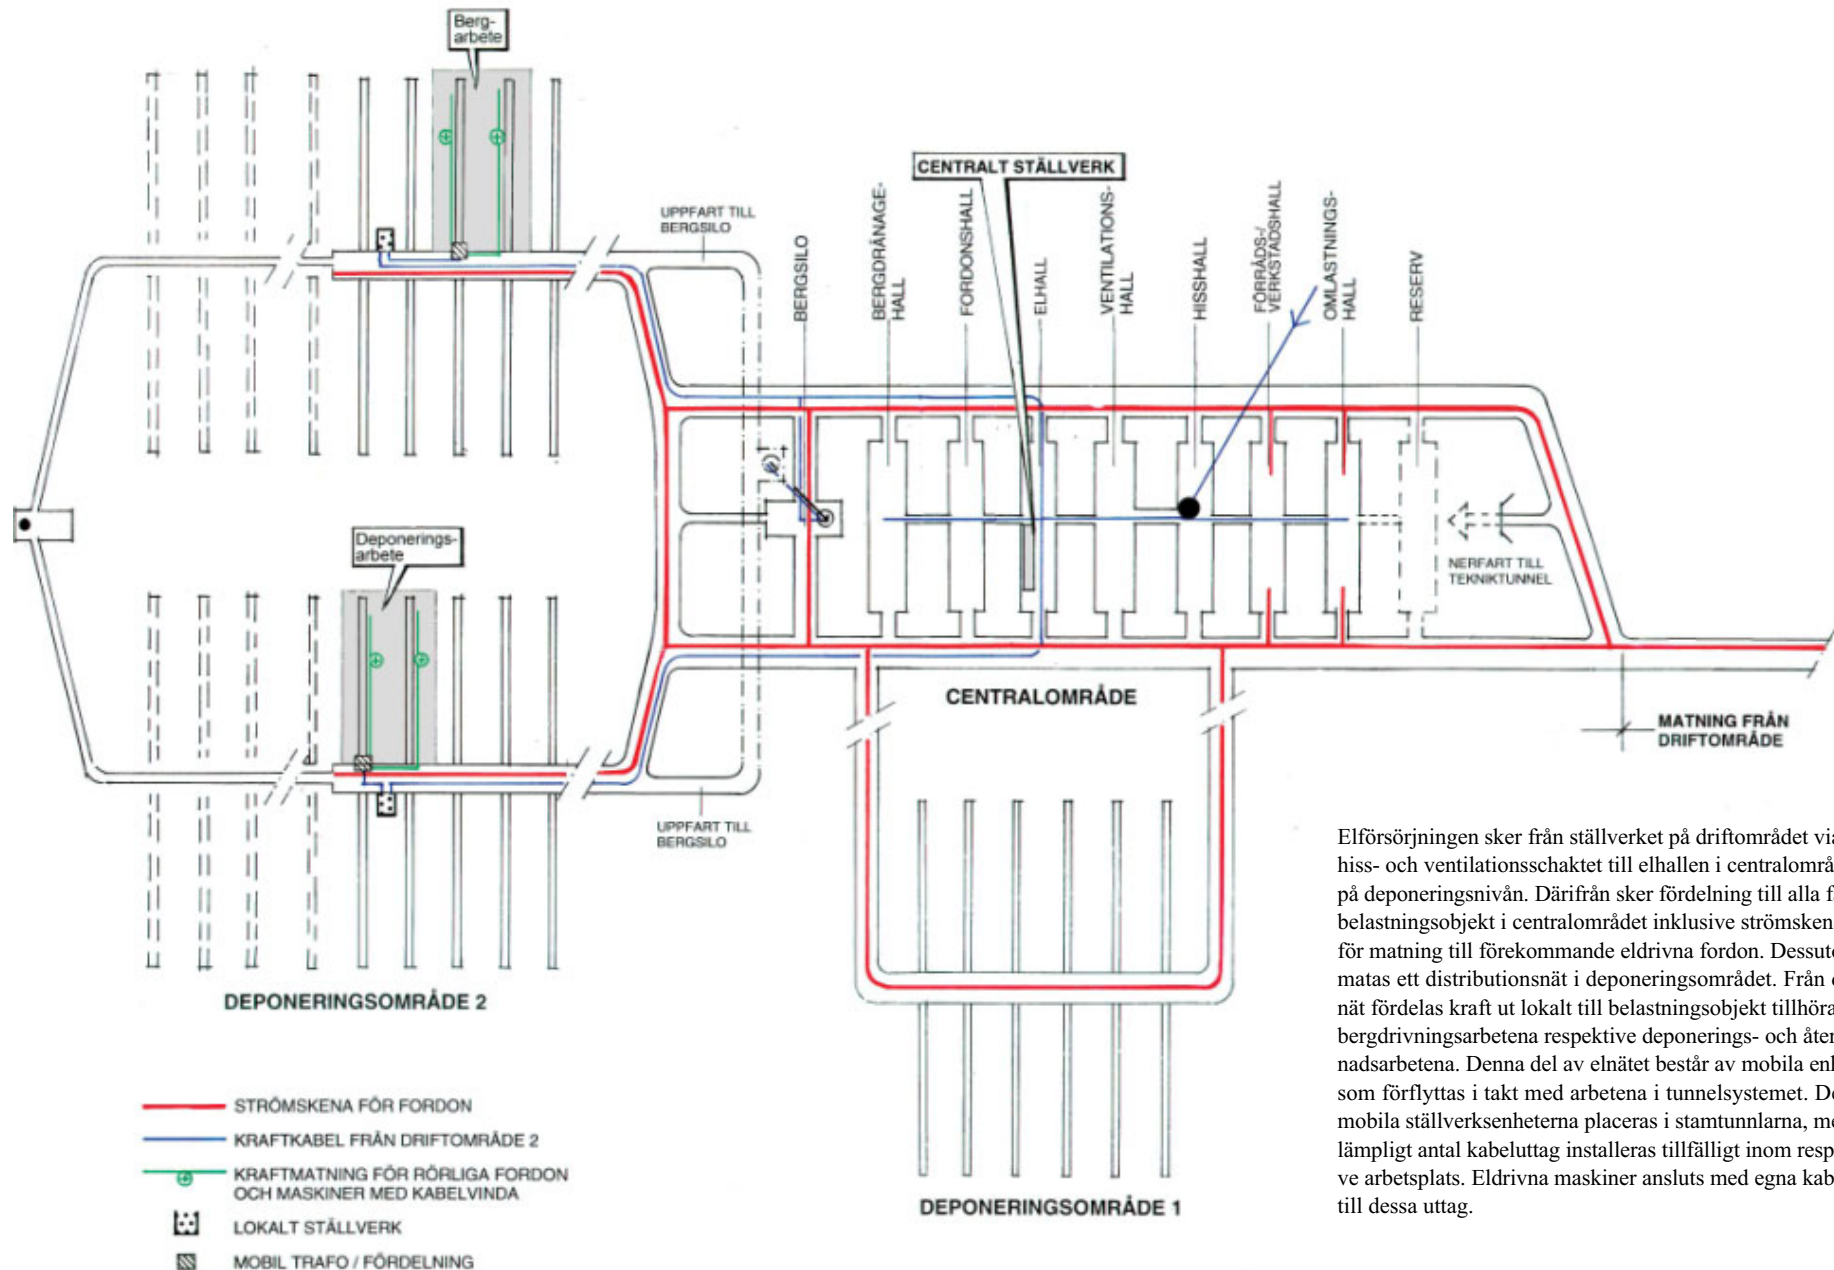 Berg-
arbete
UPPFART TILL
BERGSILO
CENTRALT STÄLLVERK
BERGSILO
BERGDRÄNAGE-
HALL
FORDONSHALL
ELHALL
VENTILATIONS-
HALL
HISSHALL
FÖRRÅDS-/
VERKSTADSHALL
OMLASTNINGS-
HALL
RESERV
Deponerings-
arbete
NERFART TILL
TEKNIKTUNNEL
CENTRALOMRÅDE
MATNING FRÅN
DRIFTOMRÅDE
UPPFART TILL
BERGSILO
DEPONERINGSOMRÅDE 2
DEPONERINGSOMRÅDE 1
STRÖMSKENA FÖR FORDON
KRAFTKABEL FRÅN DRIFTOMRÅDE 2
KRAFTMATNING FÖR RÖRLIGA FORDON
OCH MASKINER MED KABELVINDA
LOKALT STÄLLVERK
MOBIL TRAFO / FÖRDELNING
Elförsörjningen sker från ställverket på driftområdet via
hiss- och ventilationsschaktet till elhallen i centralområ
på deponeringsnivån. Därifrån sker fördelning till alla f
belastningsobjekt i centralområdet inklusive strömsken
för matning till förekommande eldrivna fordon. Dessut
matas ett distributionsnät i deponeringsområdet. Från
nät fördelas kraft ut lokalt till belastningsobjekt tillhöra
bergdrivningsarbetena respektive deponerings- och åter
nadsarbetena. Denna del av elnätet består av mobila en
som förflyttas i takt med arbetena i tunnelsystemet. De
mobila ställverksenheterna placeras i stamtunnlarna, me
lämpligt antal kabeluttag installeras tillfälligt inom resp
ve arbetsplats. Eldrivna maskiner ansluts med egna kab
till dessa uttag.